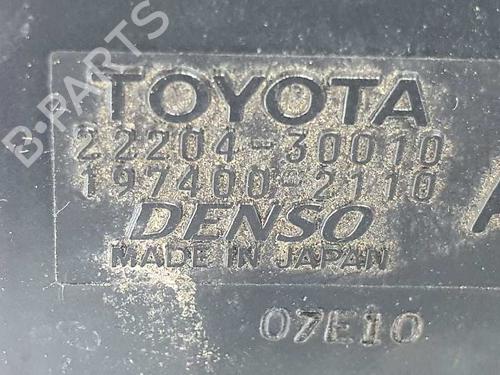 TOYOTA
22204-30010
197400-2110
DENSO
MADE IN JAPAN
07E10
B-PARTS